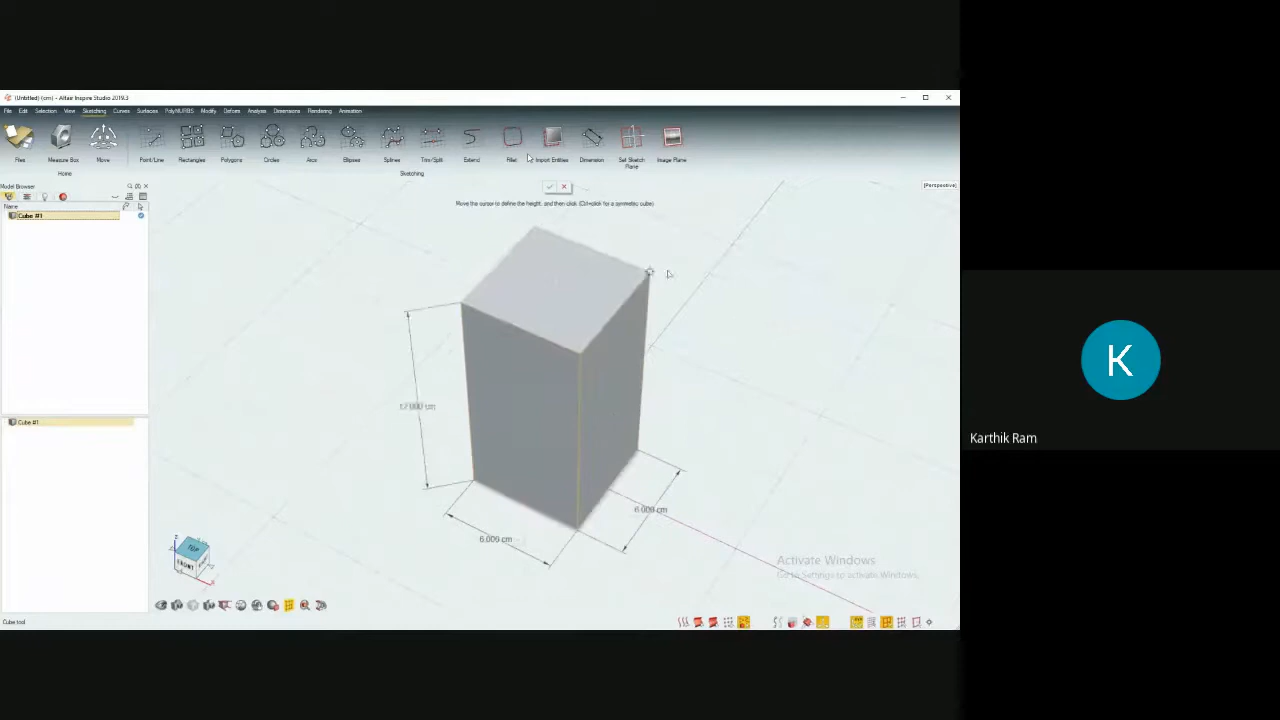 (Untitled) (cm) - Altair Inspire Studio 2019.3
File Edit Selection View Sketching Curves Surfaces PolyNURBS Modify Deform Analysis Dimensions Rendering Animation
Files Measure Box Move Font/Line Rectangles Polygons Circles Arcs Ellipses Splines Trim/Split Extend Fillet Import Entities Dimension Set Sketch Plane Image Plane
Home Sketching
Model Browser
[Perspective]
Name
Move the cursor to define the height, and then click. (Ctrl+click for a symmetric cube)
Cube #1
12.000 cm
Cube #1
6.000 cm
6.000 cm
K
Karthik Ram
TOP
FRONT
Activate Windows
Go to Settings to activate Windows.
Cube tool